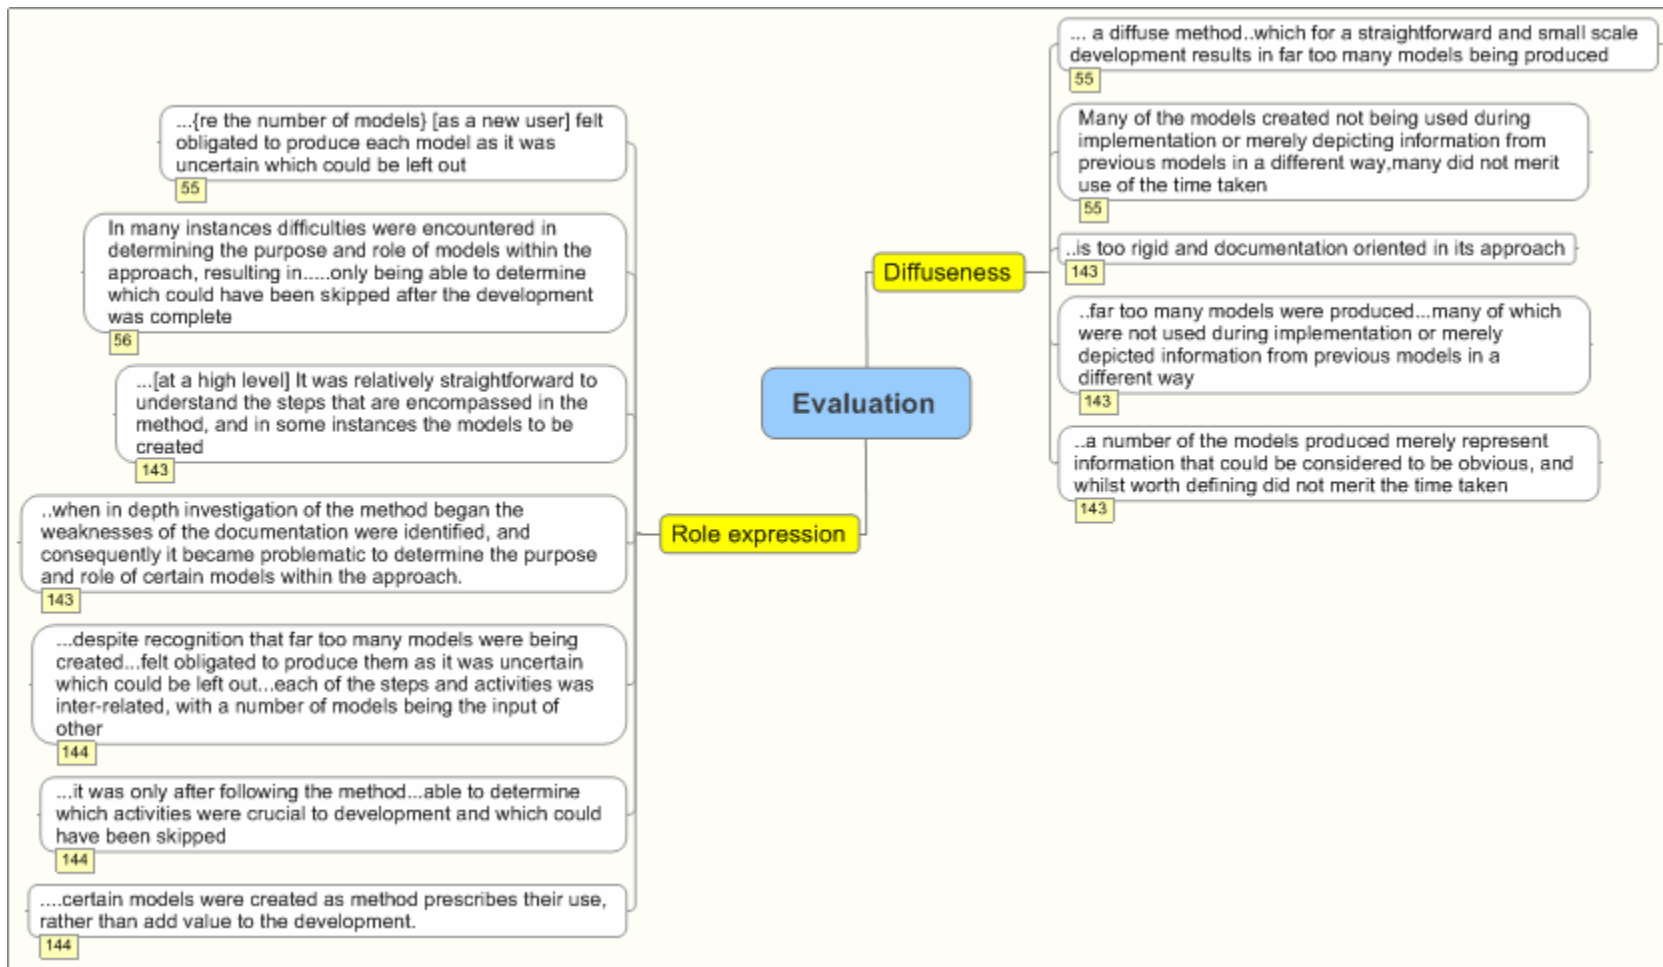 ...{re the number of models} [as a new user] felt
obligated to produce each model as it was
uncertain which could be left out
55
In many instances difficulties were encountered in
determining the purpose and role of models within the
approach, resulting in.....only being able to determine
which could have been skipped after the development
was complete
56
...[at a high level] It was relatively straightforward to
understand the steps that are encompassed in the
method, and in some instances the models to be
created
143
..when in depth investigation of the method began the
weaknesses of the documentation were identified, and
consequently it became problematic to determine the purpose
and role of certain models within the approach.
143
...despite recognition that far too many models were being
created...felt obligated to produce them as it was uncertain
which could be left out...each of the steps and activities was
inter-related, with a number of models being the input of
other
144
...it was only after following the method...able to determine
which activities were crucial to development and which could
have been skipped
144
....certain models were created as method prescribes their use,
rather than add value to the development.
144
Role expression
Evaluation
Diffuseness
... a diffuse method..which for a straightforward and small scale
development results in far too many models being produced
55
Many of the models created not being used during
implementation or merely depicting information from
previous models in a different way,many did not merit
use of the time taken
55
..is too rigid and documentation oriented in its approach
143
..far too many models were produced...many of which
were not used during implementation or merely
depicted information from previous models in a
different way
143
..a number of the models produced merely represent
information that could be considered to be obvious, and
whilst worth defining did not merit the time taken
143